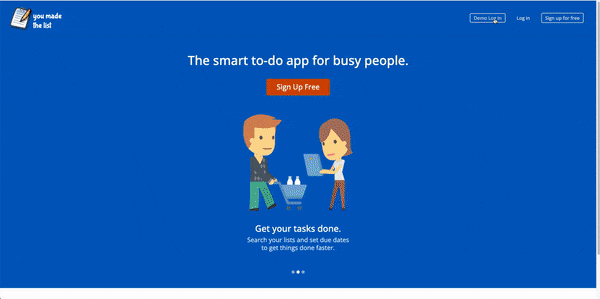 you made
the list
Demo Log In
Log in
Sign up for free
The smart to-do app for busy people.
Sign Up Free
Get your tasks done.
Search your lists and set due dates
to get things done faster.